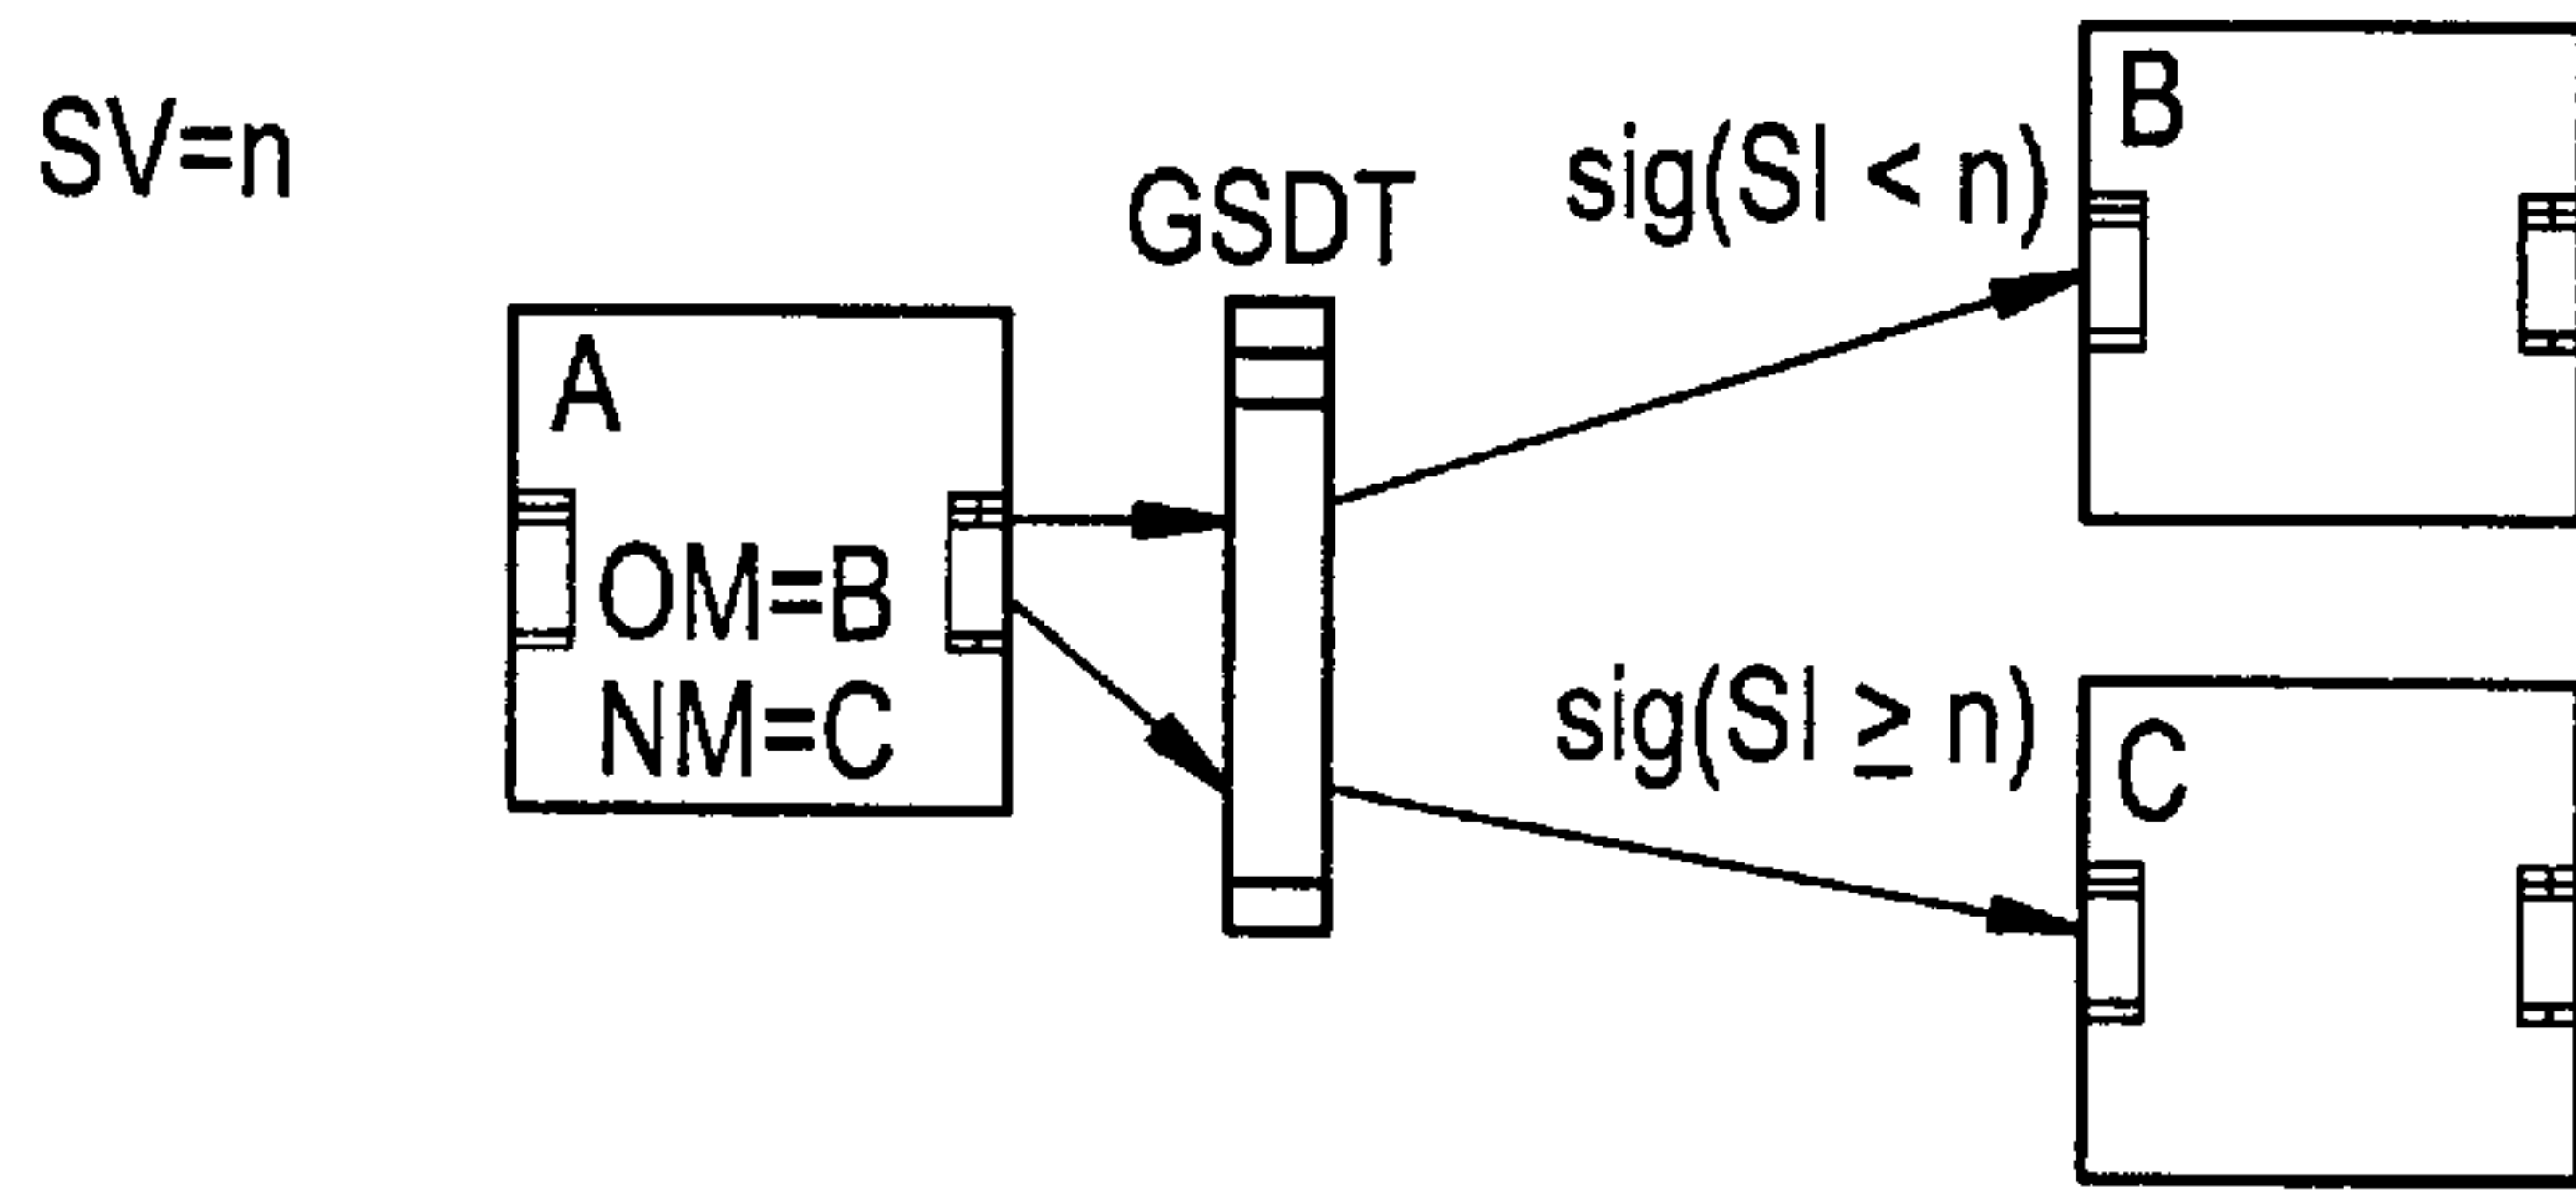 SV=n
A
OM=B
NM=C
GSDT
sig(SI < n)
B
sig(SI ≥ n)
C